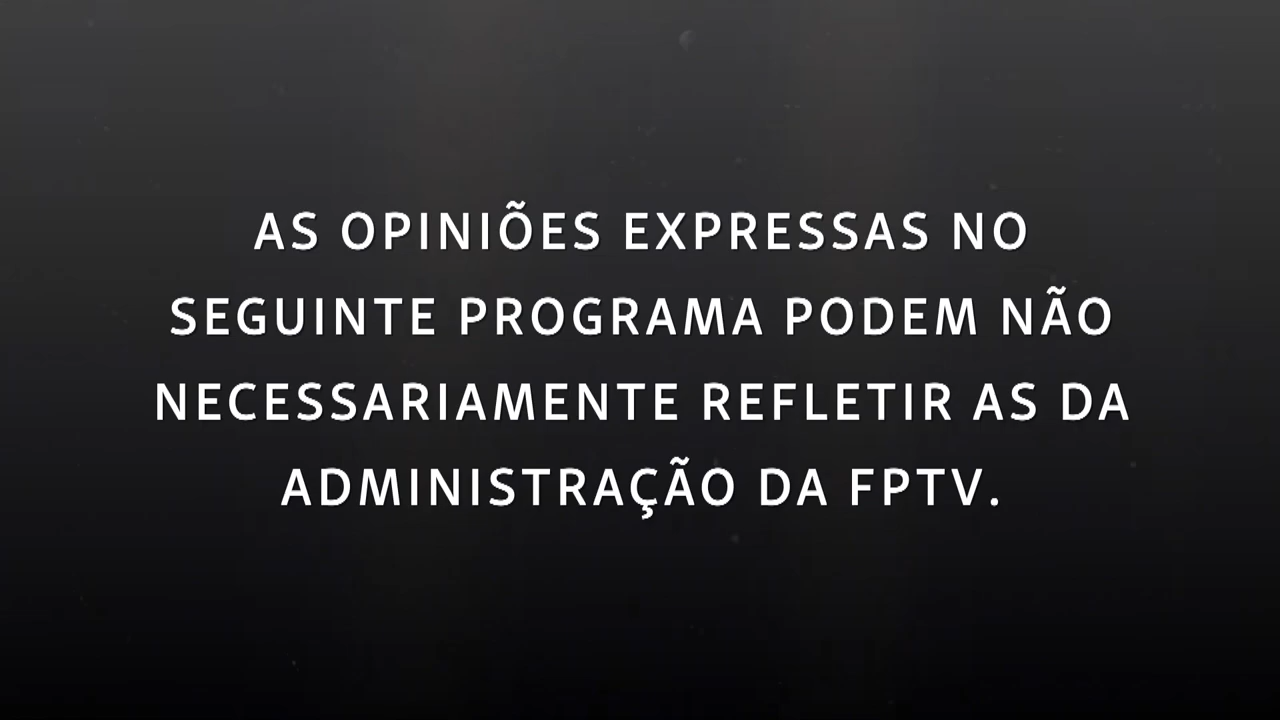 AS OPINIÕES EXPRESSAS NO
SEGUINTE PROGRAMA PODEM NÃO
NECESSARIAMENTE REFLETIR AS DA
ADMINISTRAÇÃO DA FPTV.